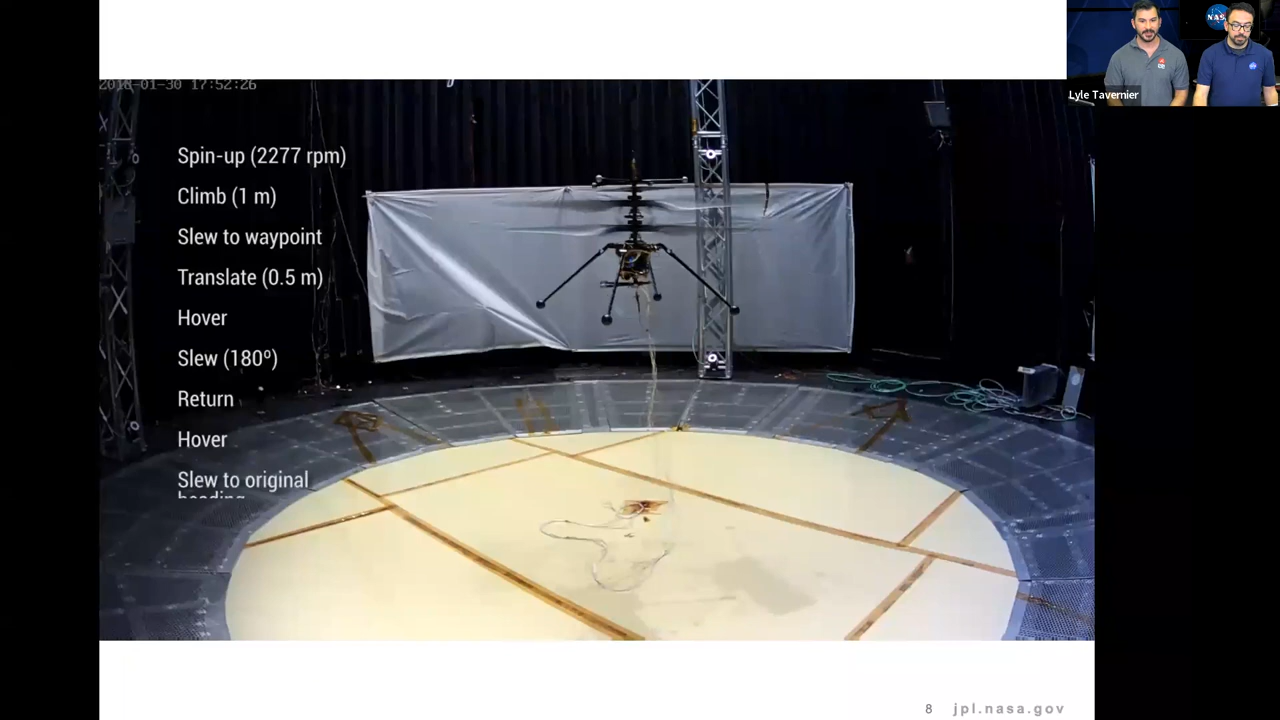 2018-01-30 17:52:26
Spin-up (2277 rpm)
Climb (1 m)
Slew to waypoint
Translate (0.5 m)
Hover
Slew (180º)
Return
Hover
Slew to original
heading
NASA
Lyle Tavernier
8 jpl.nasa.gov